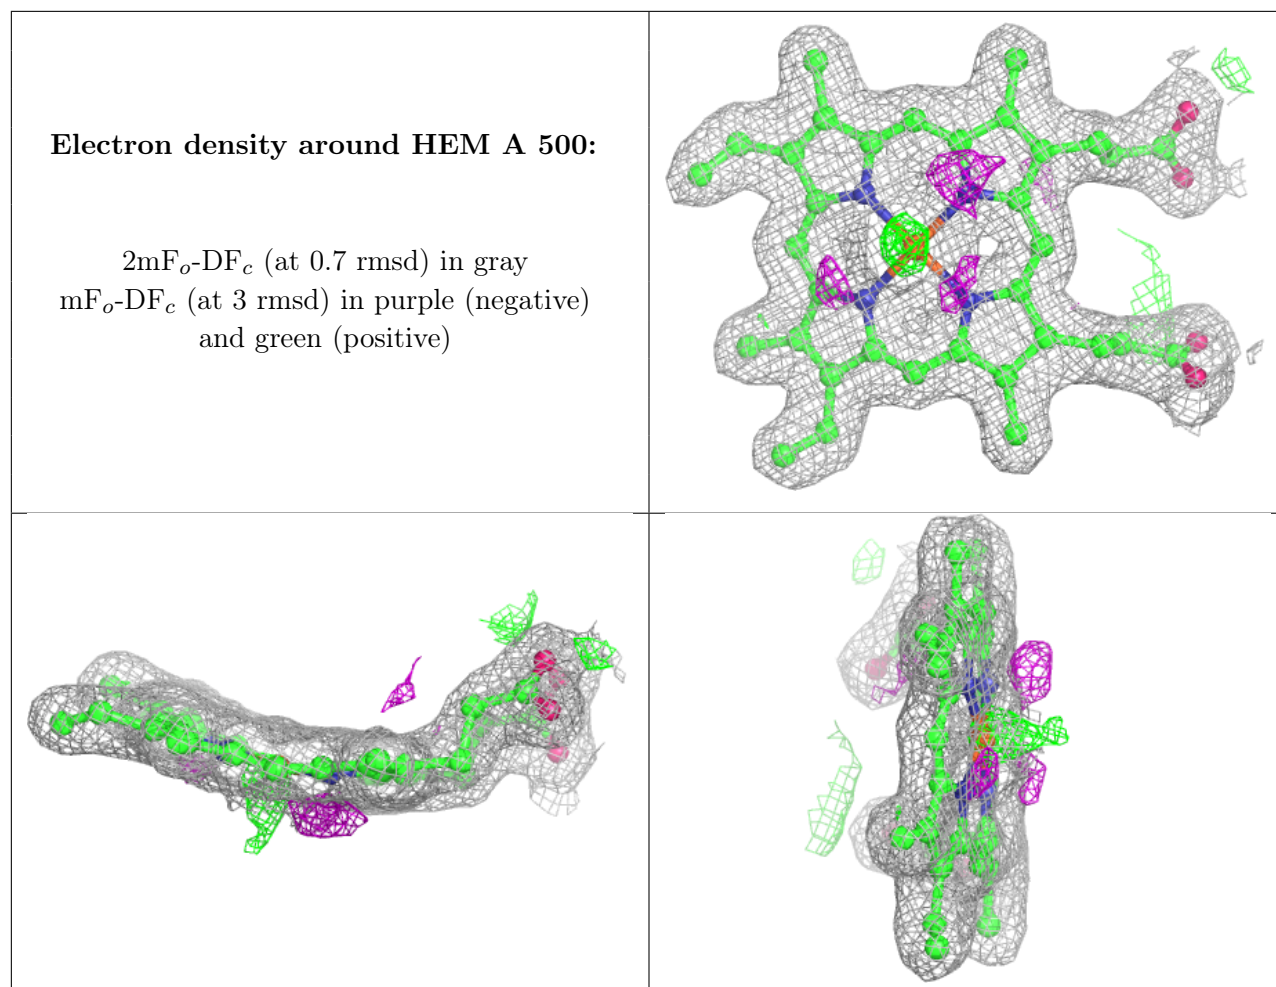 Electron density around HEM A 500:
2mFo-DFc (at 0.7 rmsd) in gray
mFo-DFc (at 3 rmsd) in purple (negative)
and green (positive)